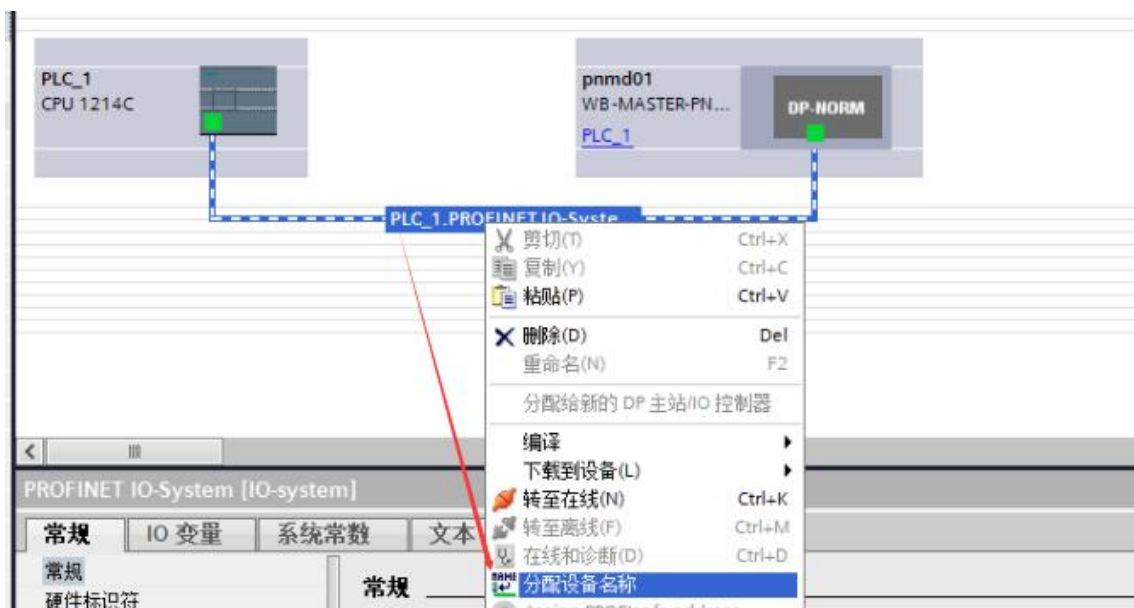 PLC_1
CPU 1214C
pnmd01
WB-MASTER-PN...
PLC_1
DP-NORM
PLC_1.PROFINET IO-Syste...
剪切(T) Ctrl+X
复制(Y) Ctrl+C
粘贴(P) Ctrl+V
删除(D) Del
重命名(N) F2
分配给新的 DP 主站/IO 控制器
编译
下载到设备(L)
转至在线(N) Ctrl+K
转至离线(F) Ctrl+M
在线和诊断(D) Ctrl+D
NAME 分配设备名称
PROFINET IO-System [IO-system]
常规 IO 变量 系统常数 文本
常规
硬件标识符
常规